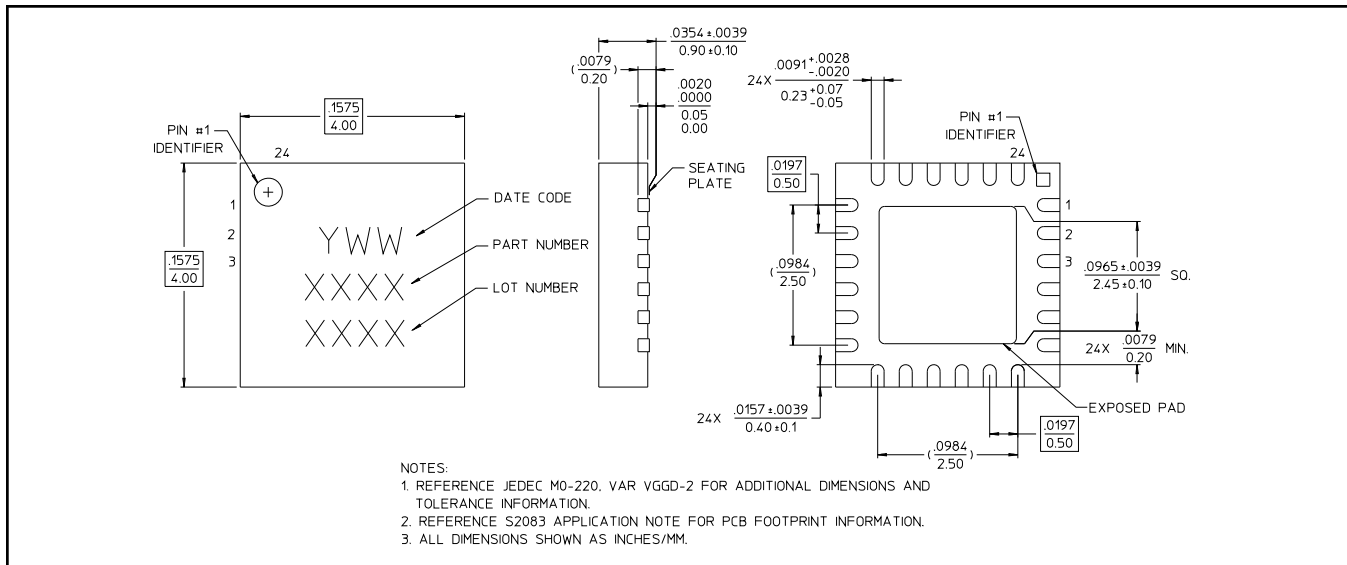 .1575
4.00
PIN #1
IDENTIFIER
24
1
2
3
.1575
4.00
YWW
XXXX
XXXX
DATE CODE
PART NUMBER
LOT NUMBER
.0354 ±.0039
0.90 ±0.10
( .0079 )
0.20
.0020
.0000
0.05
0.00
SEATING
PLATE
24X .0091 +.0028 -.0020
0.23 +0.07 -0.05
PIN #1
IDENTIFIER
24
1
2
3
.0197
0.50
( .0984 )
2.50
.0965 ±.0039 SQ.
2.45 ±0.10
24X .0079 MIN.
0.20
EXPOSED PAD
24X .0157 ±.0039
0.40 ±0.1
( .0984 )
2.50
.0197
0.50
NOTES:
1. REFERENCE JEDEC MO-220, VAR VGGD-2 FOR ADDITIONAL DIMENSIONS AND
TOLERANCE INFORMATION.
2. REFERENCE S2083 APPLICATION NOTE FOR PCB FOOTPRINT INFORMATION.
3. ALL DIMENSIONS SHOWN AS INCHES/MM.